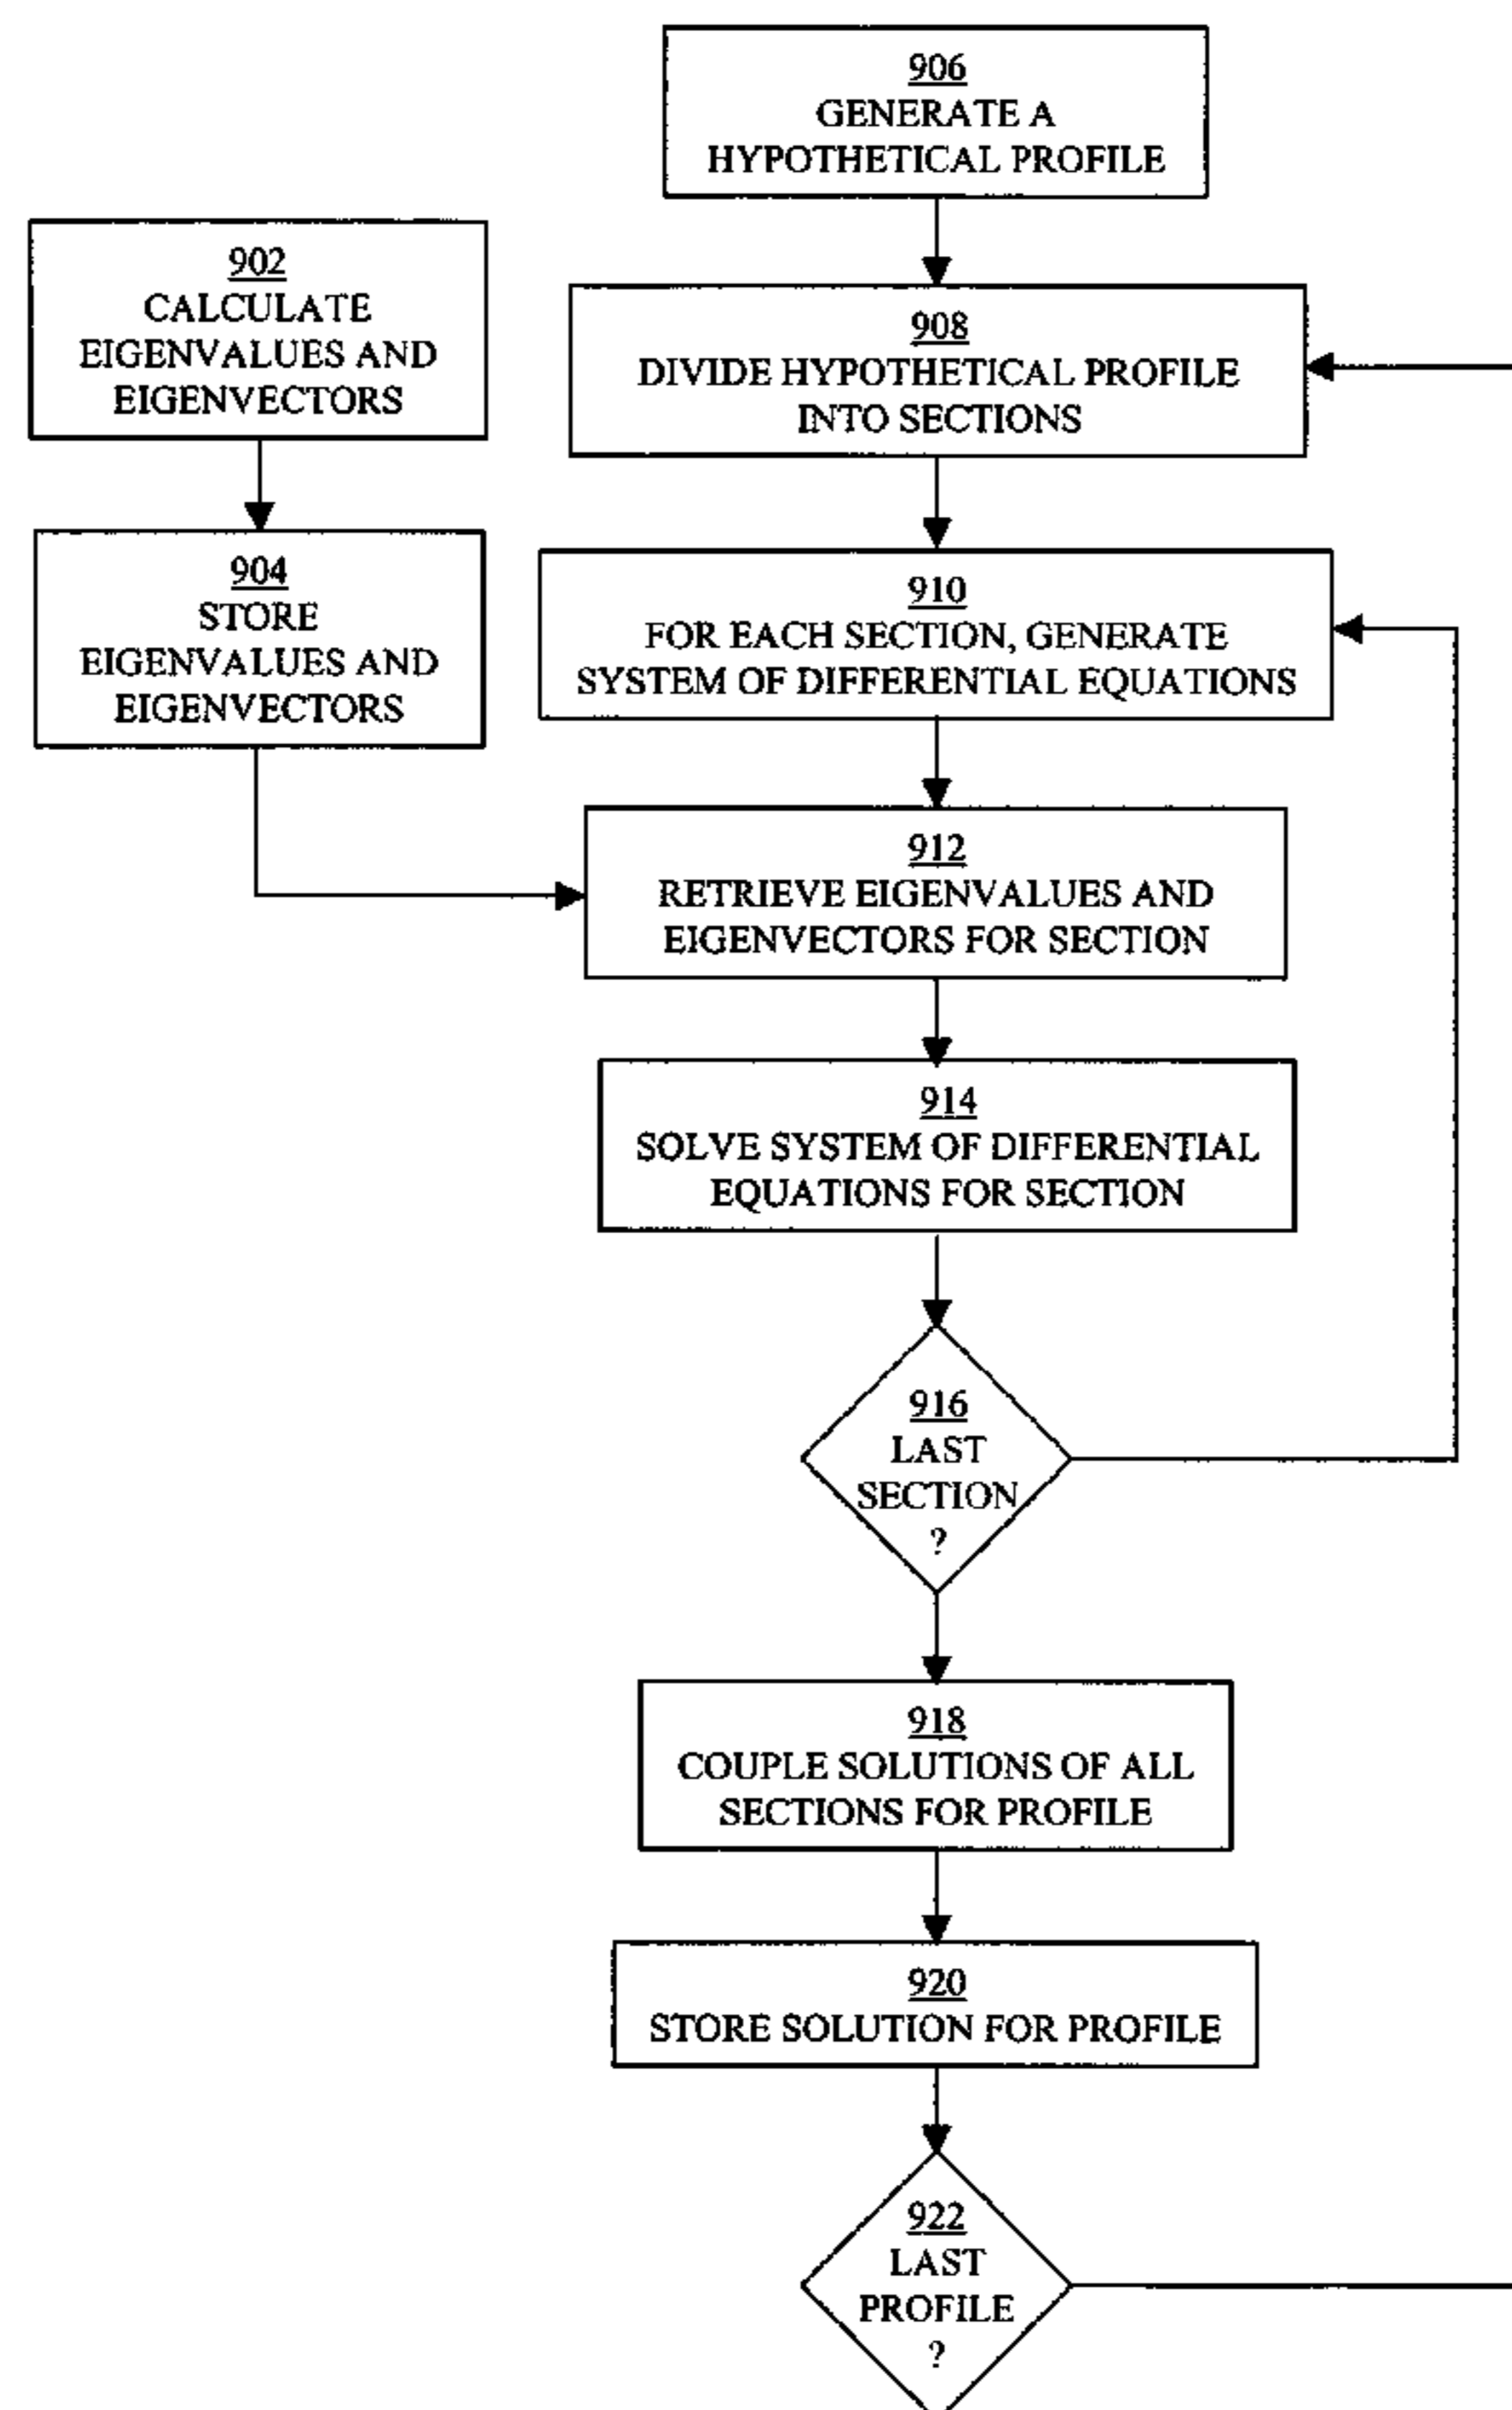 906
GENERATE A
HYPOTHETICAL PROFILE
902
CALCULATE
EIGENVALUES AND
EIGENVECTORS
908
DIVIDE HYPOTHETICAL PROFILE
INTO SECTIONS
904
STORE
EIGENVALUES AND
EIGENVECTORS
910
FOR EACH SECTION, GENERATE
SYSTEM OF DIFFERENTIAL EQUATIONS
912
RETRIEVE EIGENVALUES AND
EIGENVECTORS FOR SECTION
914
SOLVE SYSTEM OF DIFFERENTIAL
EQUATIONS FOR SECTION
916
LAST
SECTION
?
918
COUPLE SOLUTIONS OF ALL
SECTIONS FOR PROFILE
920
STORE SOLUTION FOR PROFILE
922
LAST
PROFILE
?